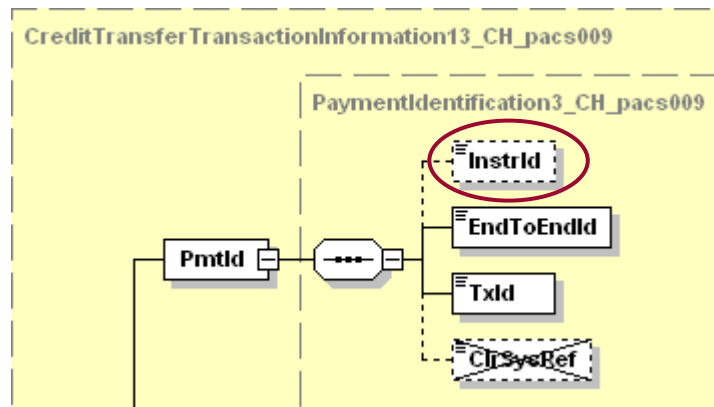 CreditTransferTransactionInformation13_CH_pacs009
PaymentIdentification3_CH_pacs009
InstrId
EndToEndId
PmtId
TxId
ClrSysRef